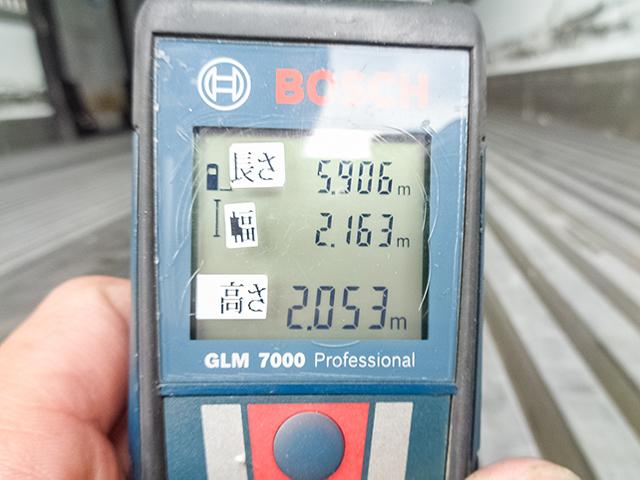 BOSCH
長さ 5.906m
幅 2.163m
高さ 2.053m
GLM 7000 Professional